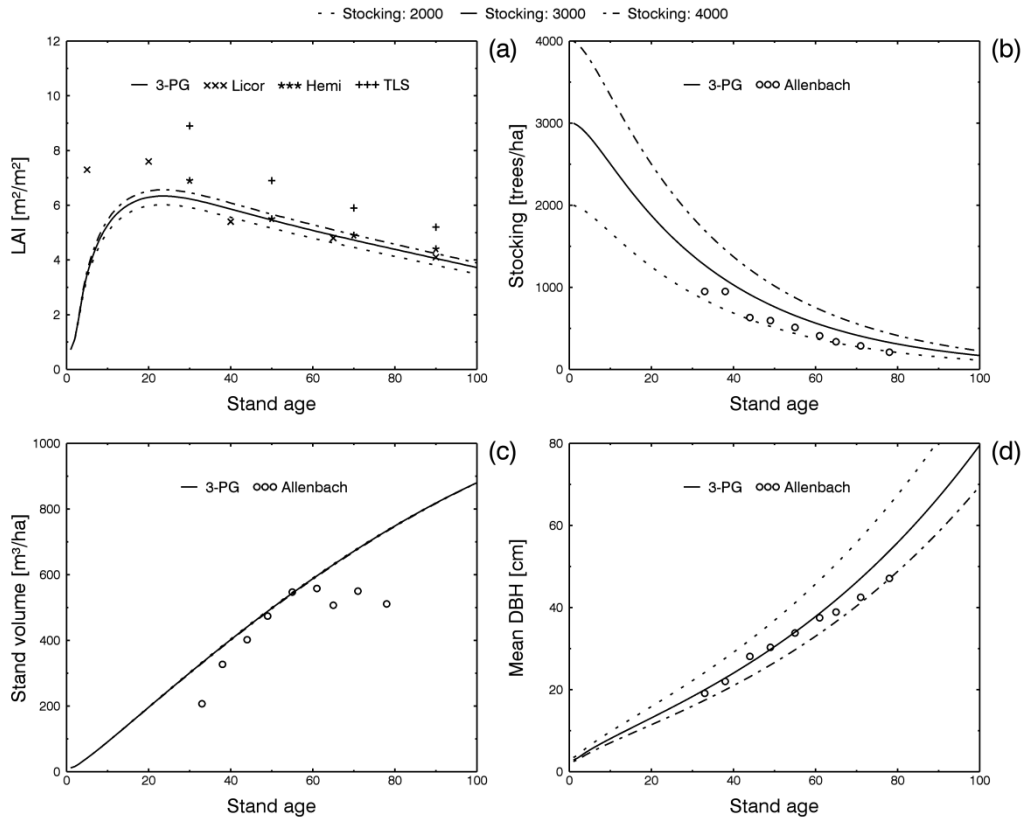 Stocking: 2000 Stocking: 3000 Stocking: 4000
(a)
3-PG Licor Hemi TLS
LAI [m²/m²]
12
10
8
6
4
2
0
0 20 40 60 80 100
Stand age
(b)
3-PG Allenbach
Stocking [trees/ha]
4000
3000
2000
1000
0
0 20 40 60 80 100
Stand age
(c)
3-PG Allenbach
Stand volume [m³/ha]
1000
800
600
400
200
0
0 20 40 60 80 100
Stand age
(d)
3-PG Allenbach
Mean DBH [cm]
80
60
40
20
0
0 20 40 60 80 100
Stand age